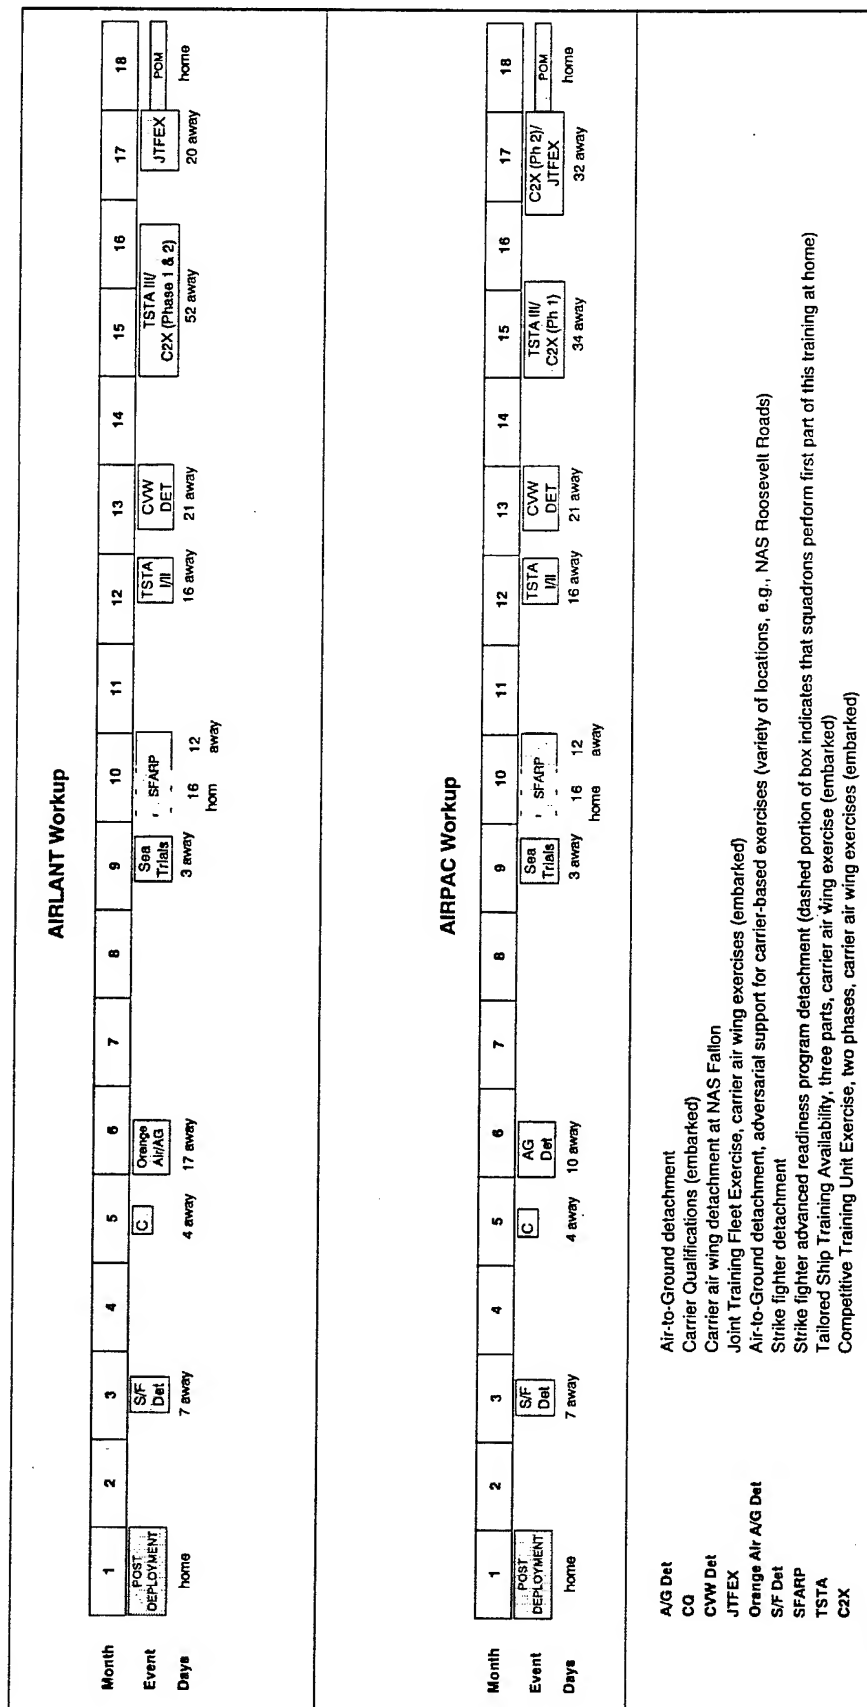 AIRLANT Workup
Month 1 2 3 4 5 6 7 8 9 10 11 12 13 14 15 16 17 18
Event
POST
DEPLOYMENT
S/F
Det
C
Orange
Air/AG
Sea
Trials
SFARP
TSTA
I/II
CVW
DET
TSTA III/
C2X (Phase 1 & 2)
JTFEX
POM
Days home 7 away 4 away 17 away 3 away 16 hom 12 away 16 away 21 away 52 away 20 away home
AIRPAC Workup
Month 1 2 3 4 5 6 7 8 9 10 11 12 13 14 15 16 17 18
Event
POST
DEPLOYMENT
S/F
Det
C
AG
Det
Sea
Trials
SFARP
TSTA
I/II
CVW
DET
TSTA III/
C2X (Ph 1)
C2X (Ph 2)/
JTFEX
POM
Days home 7 away 4 away 10 away 3 away 16 home 12 away 16 away 21 away 34 away 32 away home
A/G Det Air-to-Ground detachment
CQ Carrier Qualifications (embarked)
CVW Det Carrier air wing detachment at NAS Fallon
JTFEX Joint Training Fleet Exercise, carrier air wing exercises (embarked)
Orange Air A/G Det Air-to-Ground detachment, adversarial support for carrier-based exercises (variety of locations, e.g., NAS Roosevelt Roads)
S/F Det Strike fighter detachment
SFARP Strike fighter advanced readiness program detachment (dashed portion of box indicates that squadrons perform first part of this training at home)
TSTA Tailored Ship Training Availability, three parts, carrier air wing exercise (embarked)
C2X Competitive Training Unit Exercise, two phases, carrier air wing exercises (embarked)